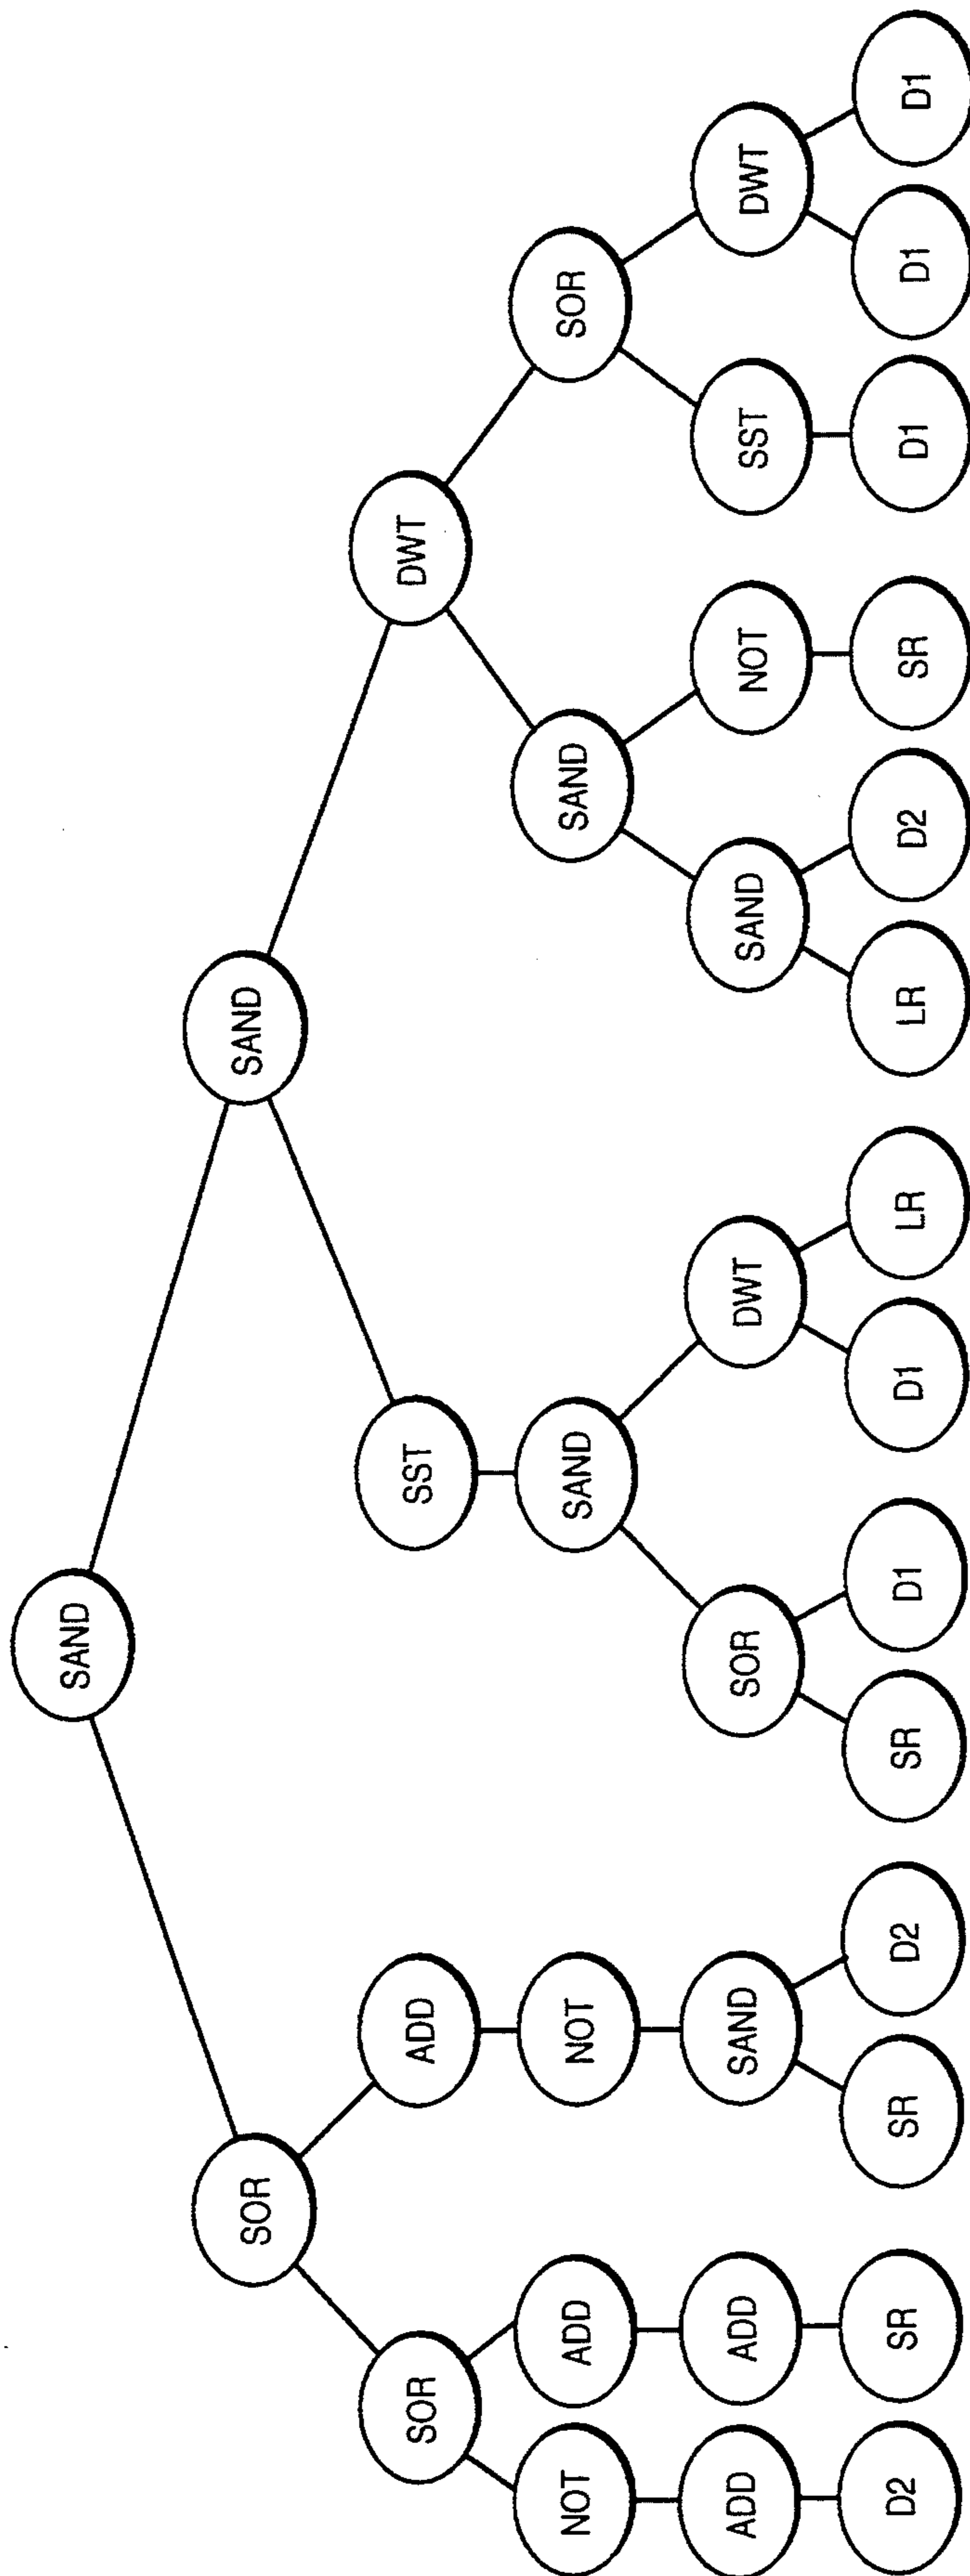 SAND
SOR SAND
SOR ADD SST DWT
NOT ADD NOT SAND SAND SOR
ADD ADD SAND SOR DWT SAND NOT SST DWT
D2 SR SR D2 SR D1 D1 LR LR D2 SR D1 D1 D1